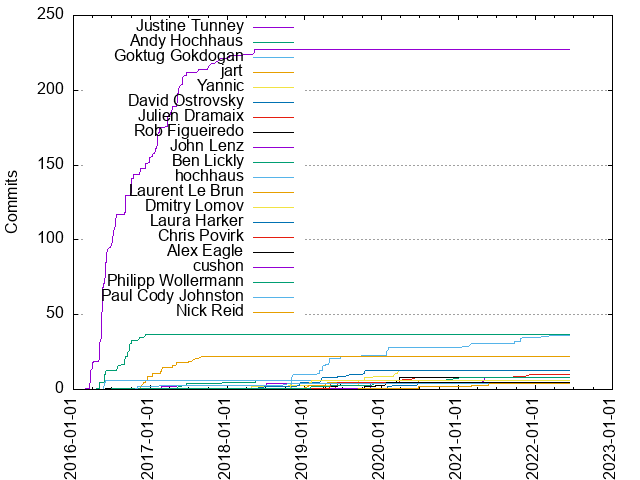 250
200
150
100
50
0
Commits
Justine Tunney
Andy Hochhaus
Goktug Gokdogan
jart
Yannic
David Ostrovsky
Julien Dramaix
Rob Figueiredo
John Lenz
Ben Lickly
hochhaus
Laurent Le Brun
Dmitry Lomov
Laura Harker
Chris Povirk
Alex Eagle
cushon
Philipp Wollermann
Paul Cody Johnston
Nick Reid
2016-01-01
2017-01-01
2018-01-01
2019-01-01
2020-01-01
2021-01-01
2022-01-01
2023-01-01